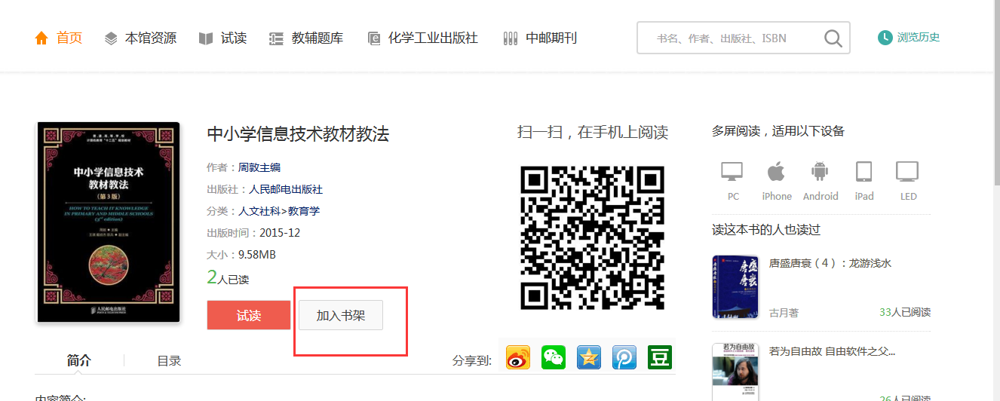 首页 本馆资源 试读 教辅题库 化学工业出版社 中邮期刊 书名、作者、出版社、ISBN 浏览历史
中小学信息技术
教材教法
（第3版）
HOW TO TEACH IT KNOWLEDGE
IN PRIMARY AND MIDDLE SCHOOLS
(3rd edition)
人民邮电出版社
中小学信息技术教材教法
作者：周敦主编
出版社：人民邮电出版社
分类：人文社科>教育学
出版时间：2015-12
大小：9.58MB
2人已读
试读 加入书架
扫一扫，在手机上阅读
简介 目录
分享到:
豆
内容简介:
多屏阅读，适用以下设备
PC iPhone Android iPad LED
读这本书的人也读过
唐盛唐衰（4）：龙游浅水
古月著 33人已阅读
若为自由故
若为自由故 自由软件之父...
26人已阅读